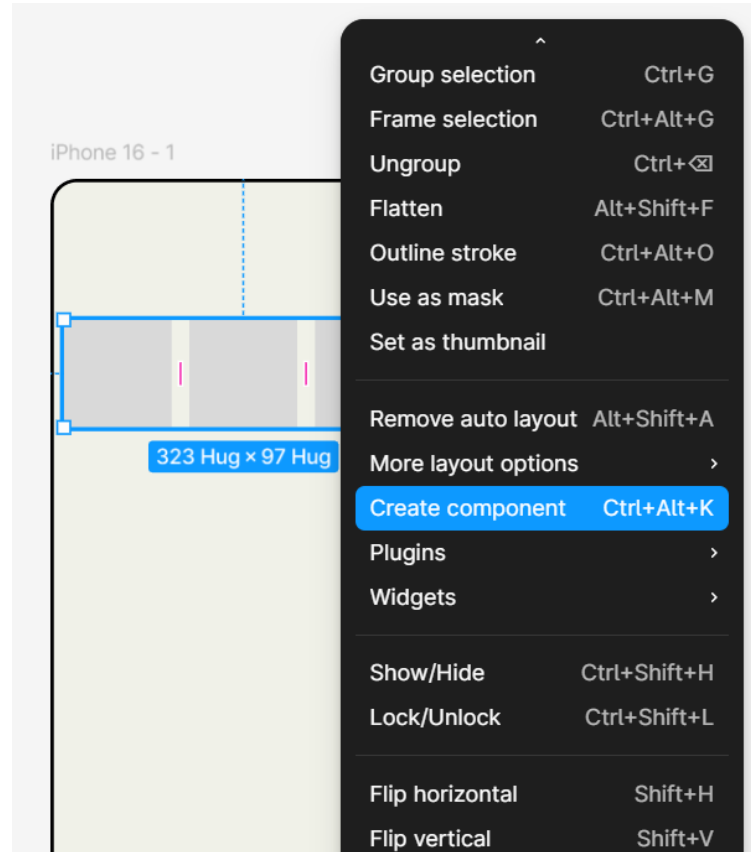 Group selection Ctrl+G
Frame selection Ctrl+Alt+G
iPhone 16 - 1
Ungroup Ctrl+⌫
Flatten Alt+Shift+F
Outline stroke Ctrl+Alt+O
Use as mask Ctrl+Alt+M
Set as thumbnail
Remove auto layout Alt+Shift+A
323 Hug × 97 Hug
More layout options
Create component Ctrl+Alt+K
Plugins
Widgets
Show/Hide Ctrl+Shift+H
Lock/Unlock Ctrl+Shift+L
Flip horizontal Shift+H
Flip vertical Shift+V